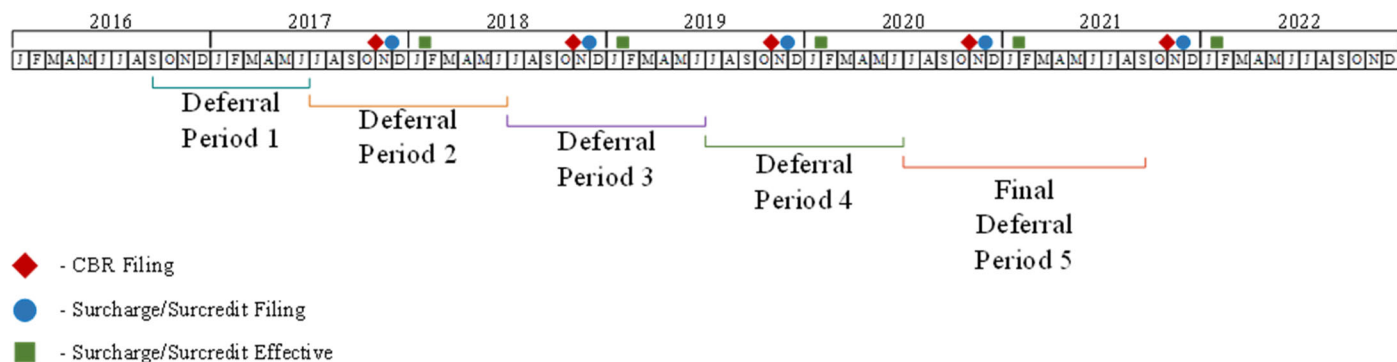 2016 2017 2018 2019 2020 2021 2022
J F M A M J J A S O N D J F M A M J J A S O N D J F M A M J J A S O N D J F M A M J J A S O N D J F M A M J J A S O N D J F M A M J J A S O N D J F M A M J J A S O N D
Deferral
Period 1
Deferral
Period 2
Deferral
Period 3
Deferral
Period 4
Final
Deferral
Period 5
- CBR Filing
- Surcharge/Surcredit Filing
- Surcharge/Surcredit Effective